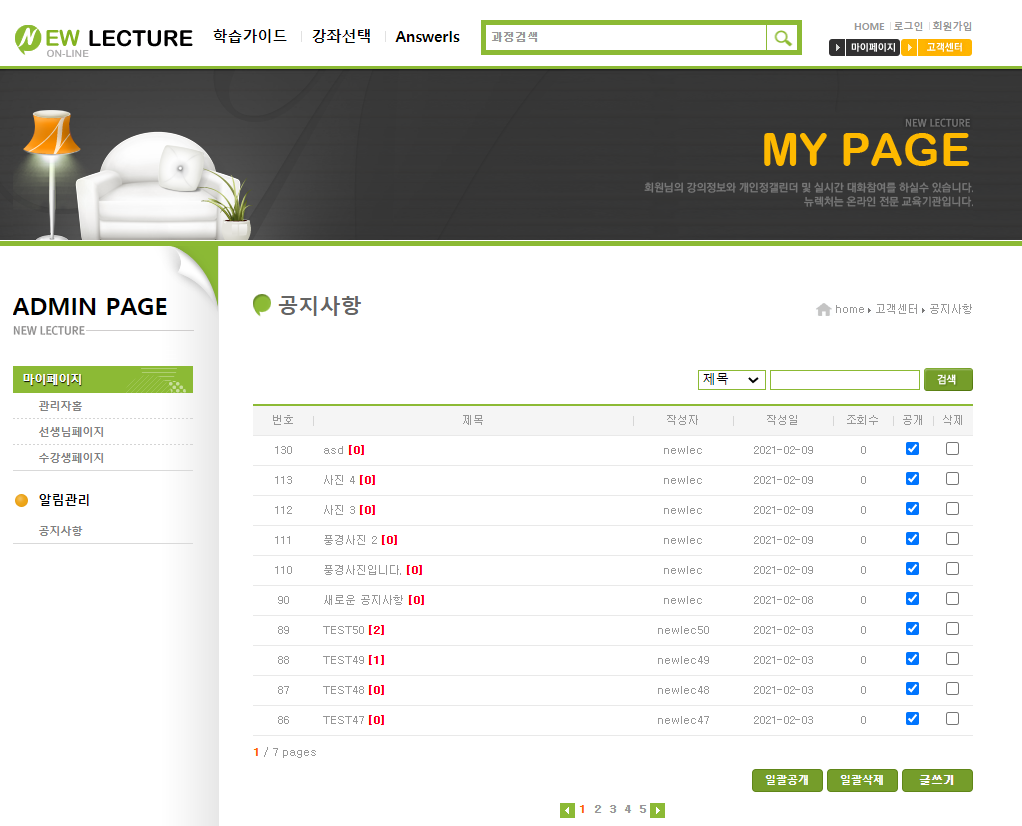 NEW LECTURE
ON-LINE
학습가이드
강좌선택
Answeris
과정검색
HOME 로그인 회원가입
마이페이지 고객센터
NEW LECTURE
MY PAGE
회원님의 강의정보와 개인정캘린더 및 실시간 대화참여를 하실수 있습니다.
뉴렉처는 온라인 전문 교육기관입니다.
ADMIN PAGE
NEW LECTURE
마이페이지
관리자홈
선생님페이지
수강생페이지
알림관리
공지사항
공지사항
home 고객센터 공지사항
제목 검색
번호 제목 작성자 작성일 조회수 공개 삭제
130 asd [0] newlec 2021-02-09 0
113 사진 4 [0] newlec 2021-02-09 0
112 사진 3 [0] newlec 2021-02-09 0
111 풍경사진 2 [0] newlec 2021-02-09 0
110 풍경사진입니다. [0] newlec 2021-02-09 0
90 새로운 공지사항 [0] newlec 2021-02-08 0
89 TEST50 [2] newlec50 2021-02-03 0
88 TEST49 [1] newlec49 2021-02-03 0
87 TEST48 [0] newlec48 2021-02-03 0
86 TEST47 [0] newlec47 2021-02-03 0
1 / 7 pages
일괄공개 일괄삭제 글쓰기
1 2 3 4 5